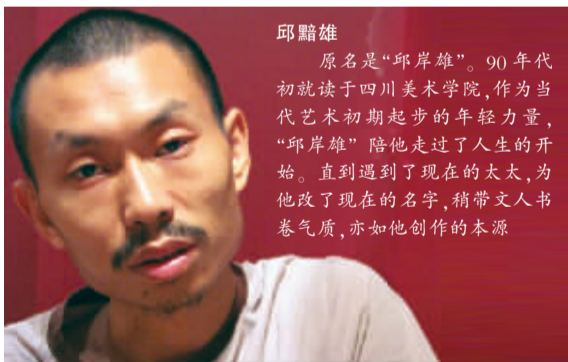 邱黯雄
原名是“邱岸雄”。90年代
初就读于四川美术学院,作为当
代艺术初期起步的年轻力量,
“邱岸雄”陪他走过了人生的开
始。直到遇到了现在的太太,为
他改了现在的名字,稍带文人书
卷气质,亦如他创作的本源